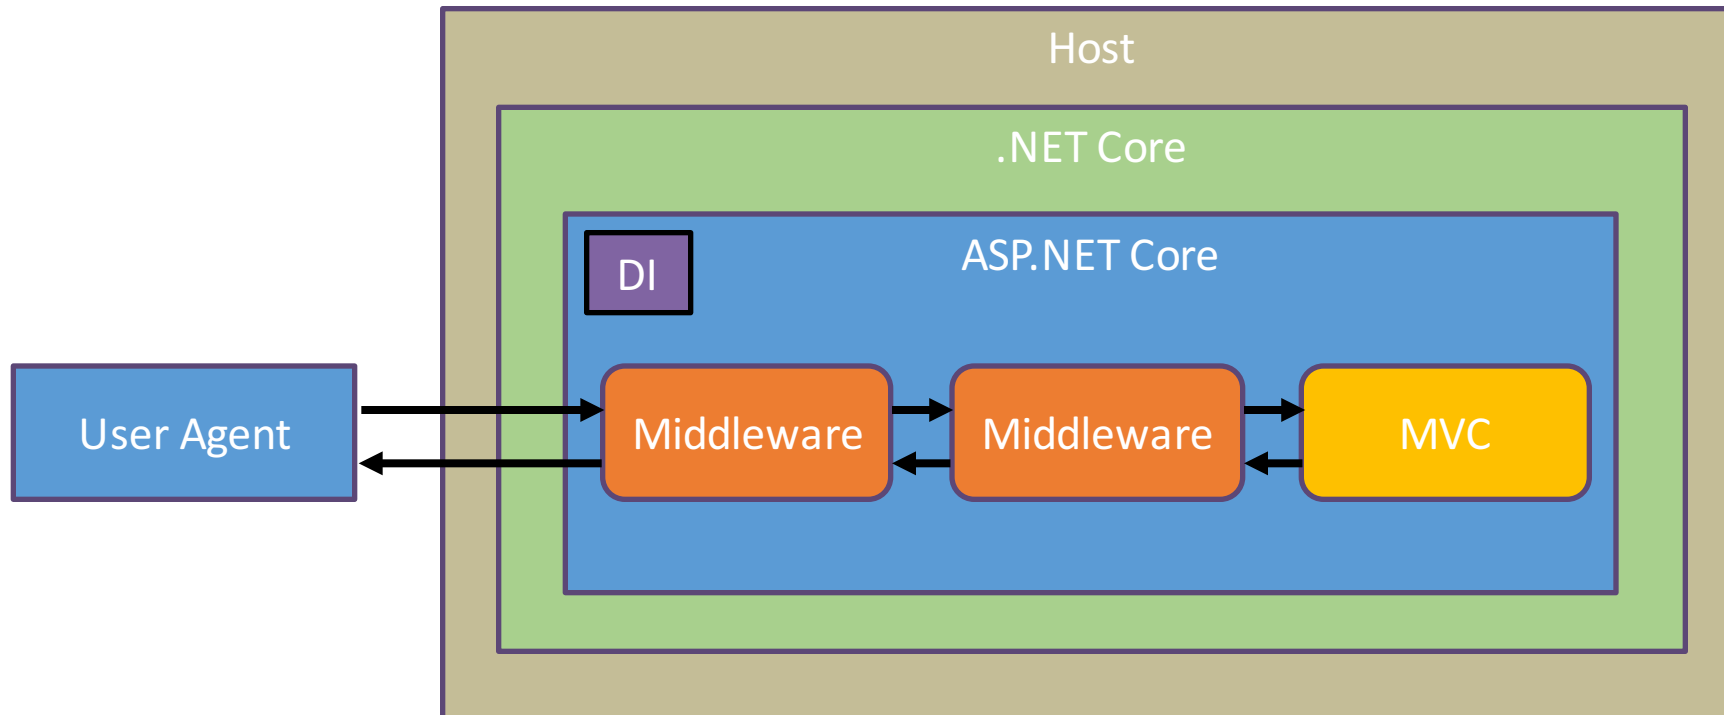 Host
.NET Core
ASP.NET Core
DI
User Agent
Middleware
Middleware
MVC